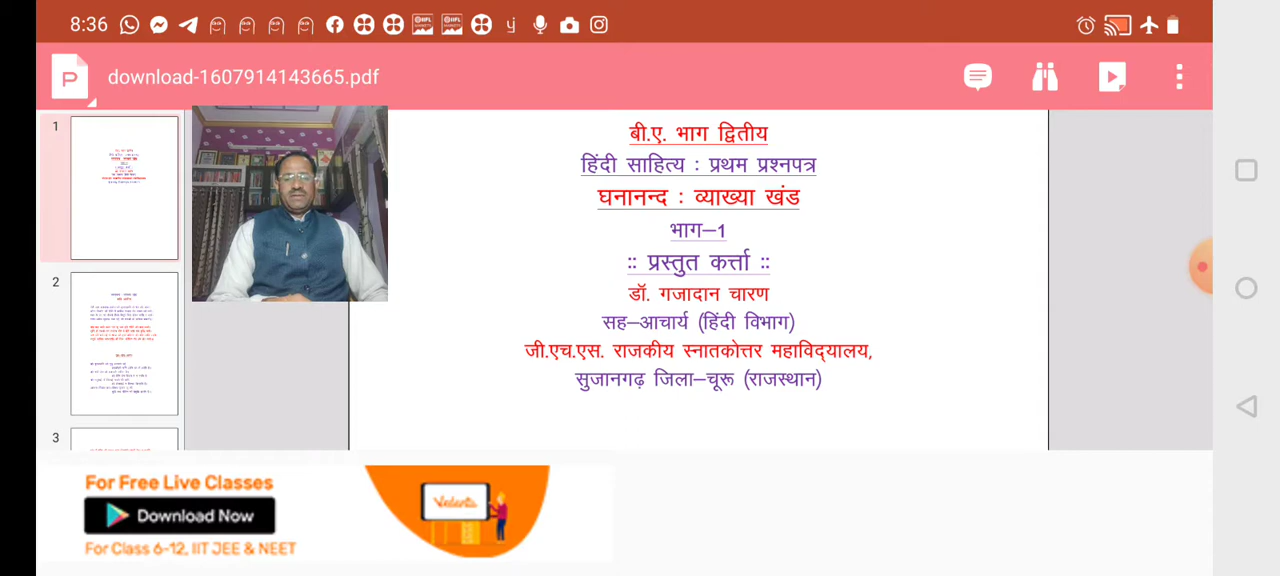 8:36
download-1607914143665.pdf
1
बी.ए. भाग द्वितीय
हिंदी साहित्य : प्रथम प्रश्नपत्र
घनानन्द : व्याख्या खंड
भाग–1
:: प्रस्तुत कर्त्ता ::
डॉ. गजादान चारण
सह–आचार्य (हिंदी विभाग)
जी.एच.एस. राजकीय स्नातकोत्तर महाविद्यालय,
सुजानगढ़ जिला–चूरू (राजस्थान)
2
3
For Free Live Classes
Download Now
For Class 6-12, IIT JEE & NEET
Vedantu